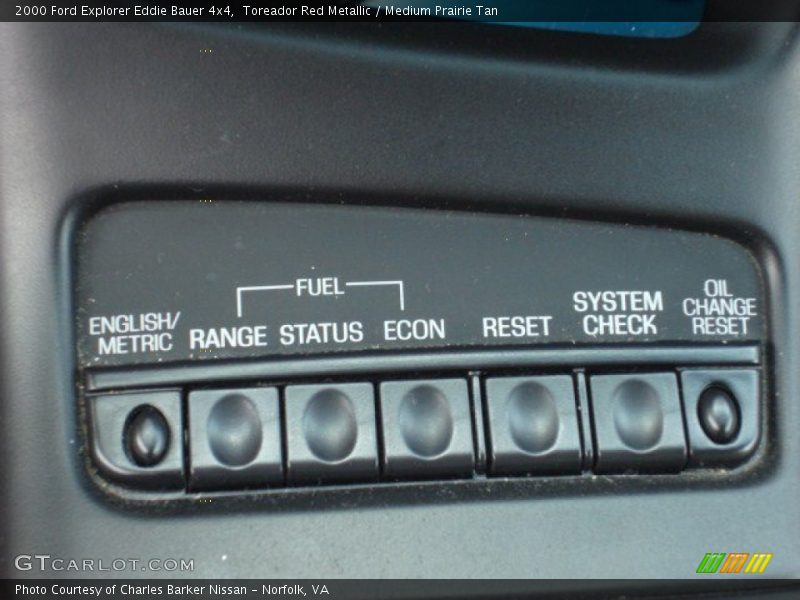 2000 Ford Explorer Eddie Bauer 4x4,  Toreador Red Metallic / Medium Prairie Tan
FUEL
ENGLISH/
METRIC
RANGE
STATUS
ECON
RESET
SYSTEM
CHECK
OIL
CHANGE
RESET
GTCARLOT.COM
Photo Courtesy of Charles Barker Nissan – Norfolk, VA